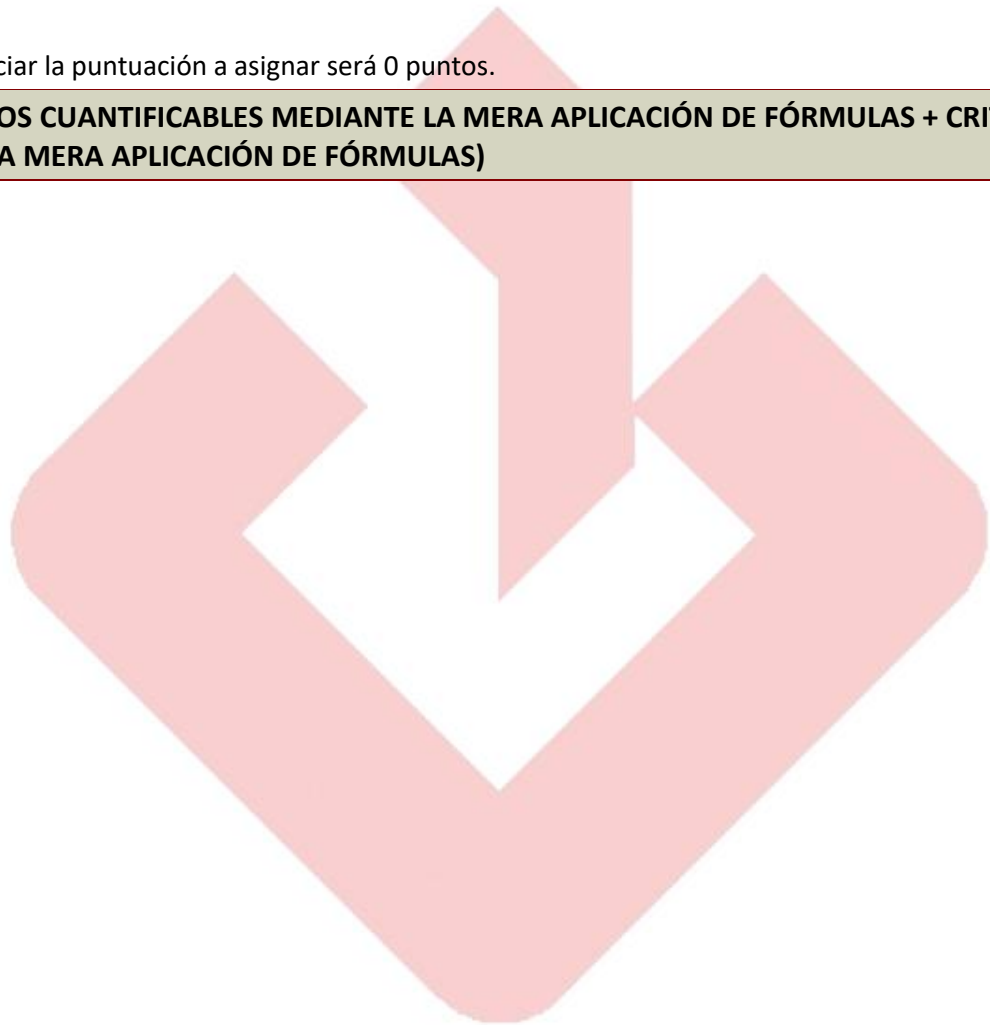 ciar la puntuación a asignar será 0 puntos.
OS CUANTIFICABLES MEDIANTE LA MERA APLICACIÓN DE FÓRMULAS + CRI
A MERA APLICACIÓN DE FÓRMULAS)